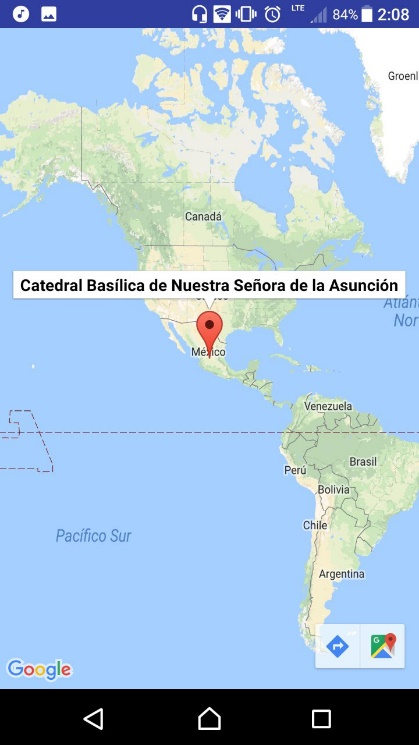 LTE 84% 2:08
Groenl
Canadá
Catedral Basílica de Nuestra Señora de la Asunción
Atlán
Nor
México
Venezuela
Brasil
Perú
Bolivia
Chile
Pacífico Sur
Argentina
G
Google